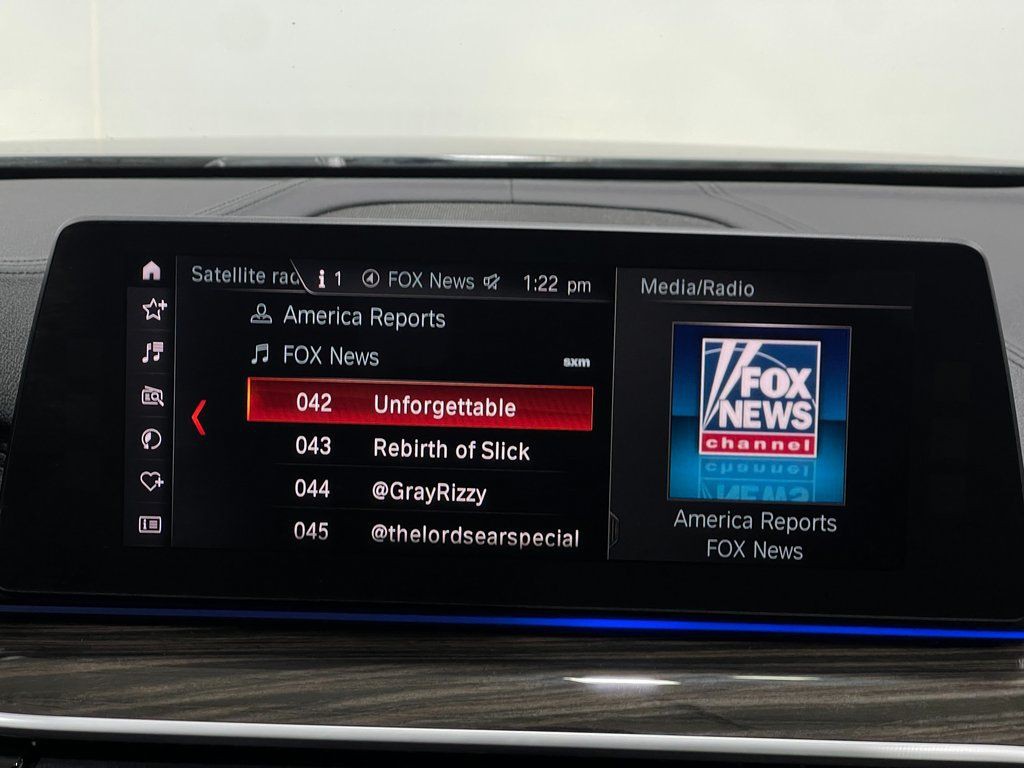 Satellite rad
1 FOX News 1:22 pm
America Reports
FOX News
sxm
042 Unforgettable
043 Rebirth of Slick
044 @GrayRizzy
045 @thelordsearspecial
Media/Radio
FOX
NEWS
channel
America Reports
FOX News